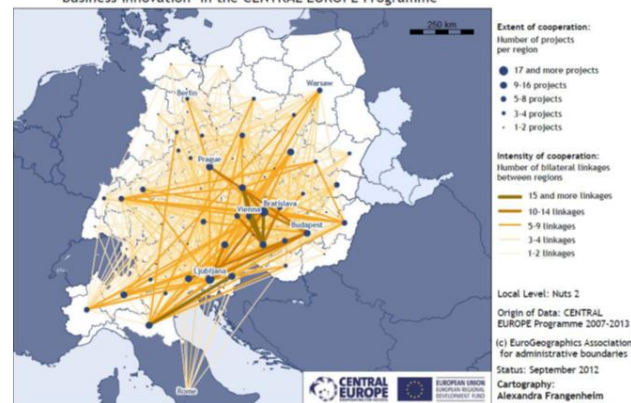 business innovation" in the CENTRAL EUROPE Programme
250 km
Berlin
Warsaw
Prague
Vienna
Bratislava
Budapest
Ljubljana
Rome
Extent of cooperation:
Number of projects
per region
17 and more projects
9-16 projects
5-8 projects
3-4 projects
1-2 projects
Intensity of cooperation:
Number of bilateral linkages
between regions
15 and more linkages
10-14 linkages
5-9 linkages
3-4 linkages
1-2 linkages
Local Level: Nuts 2
Origin of Data: CENTRAL
EUROPE Programme 2007-2013
(c) EuroGeographics Association
for administrative boundaries
Status: September 2012
Cartography:
Alexandra Frangenheim
CENTRAL
EUROPE
EUROPEAN UNION
EUROPEAN REGIONAL
DEVELOPMENT FUND